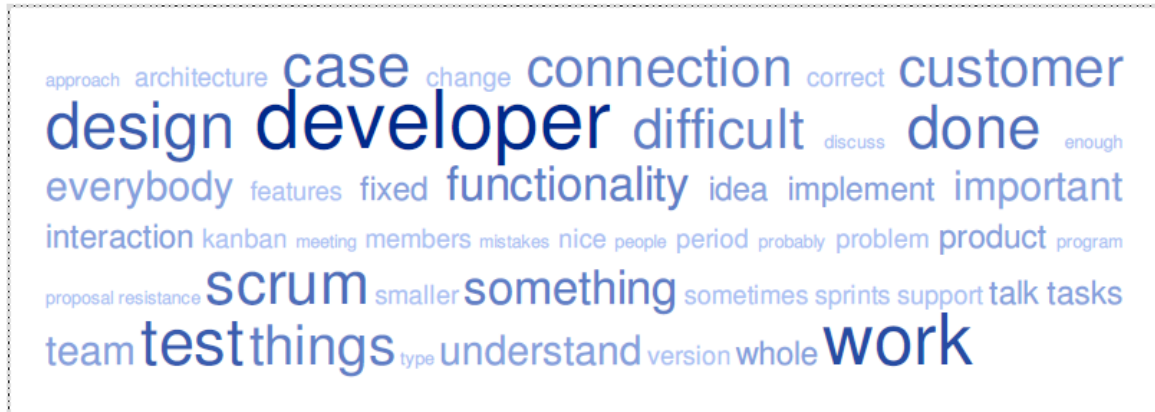 approach architecture case change connection correct customer
design developer difficult discuss done enough
everybody features fixed functionality idea implement important
interaction kanban meeting members mistakes nice people period probably problem product program
proposal resistance scrum smaller something sometimes sprints support talk tasks
team test things type understand version whole work